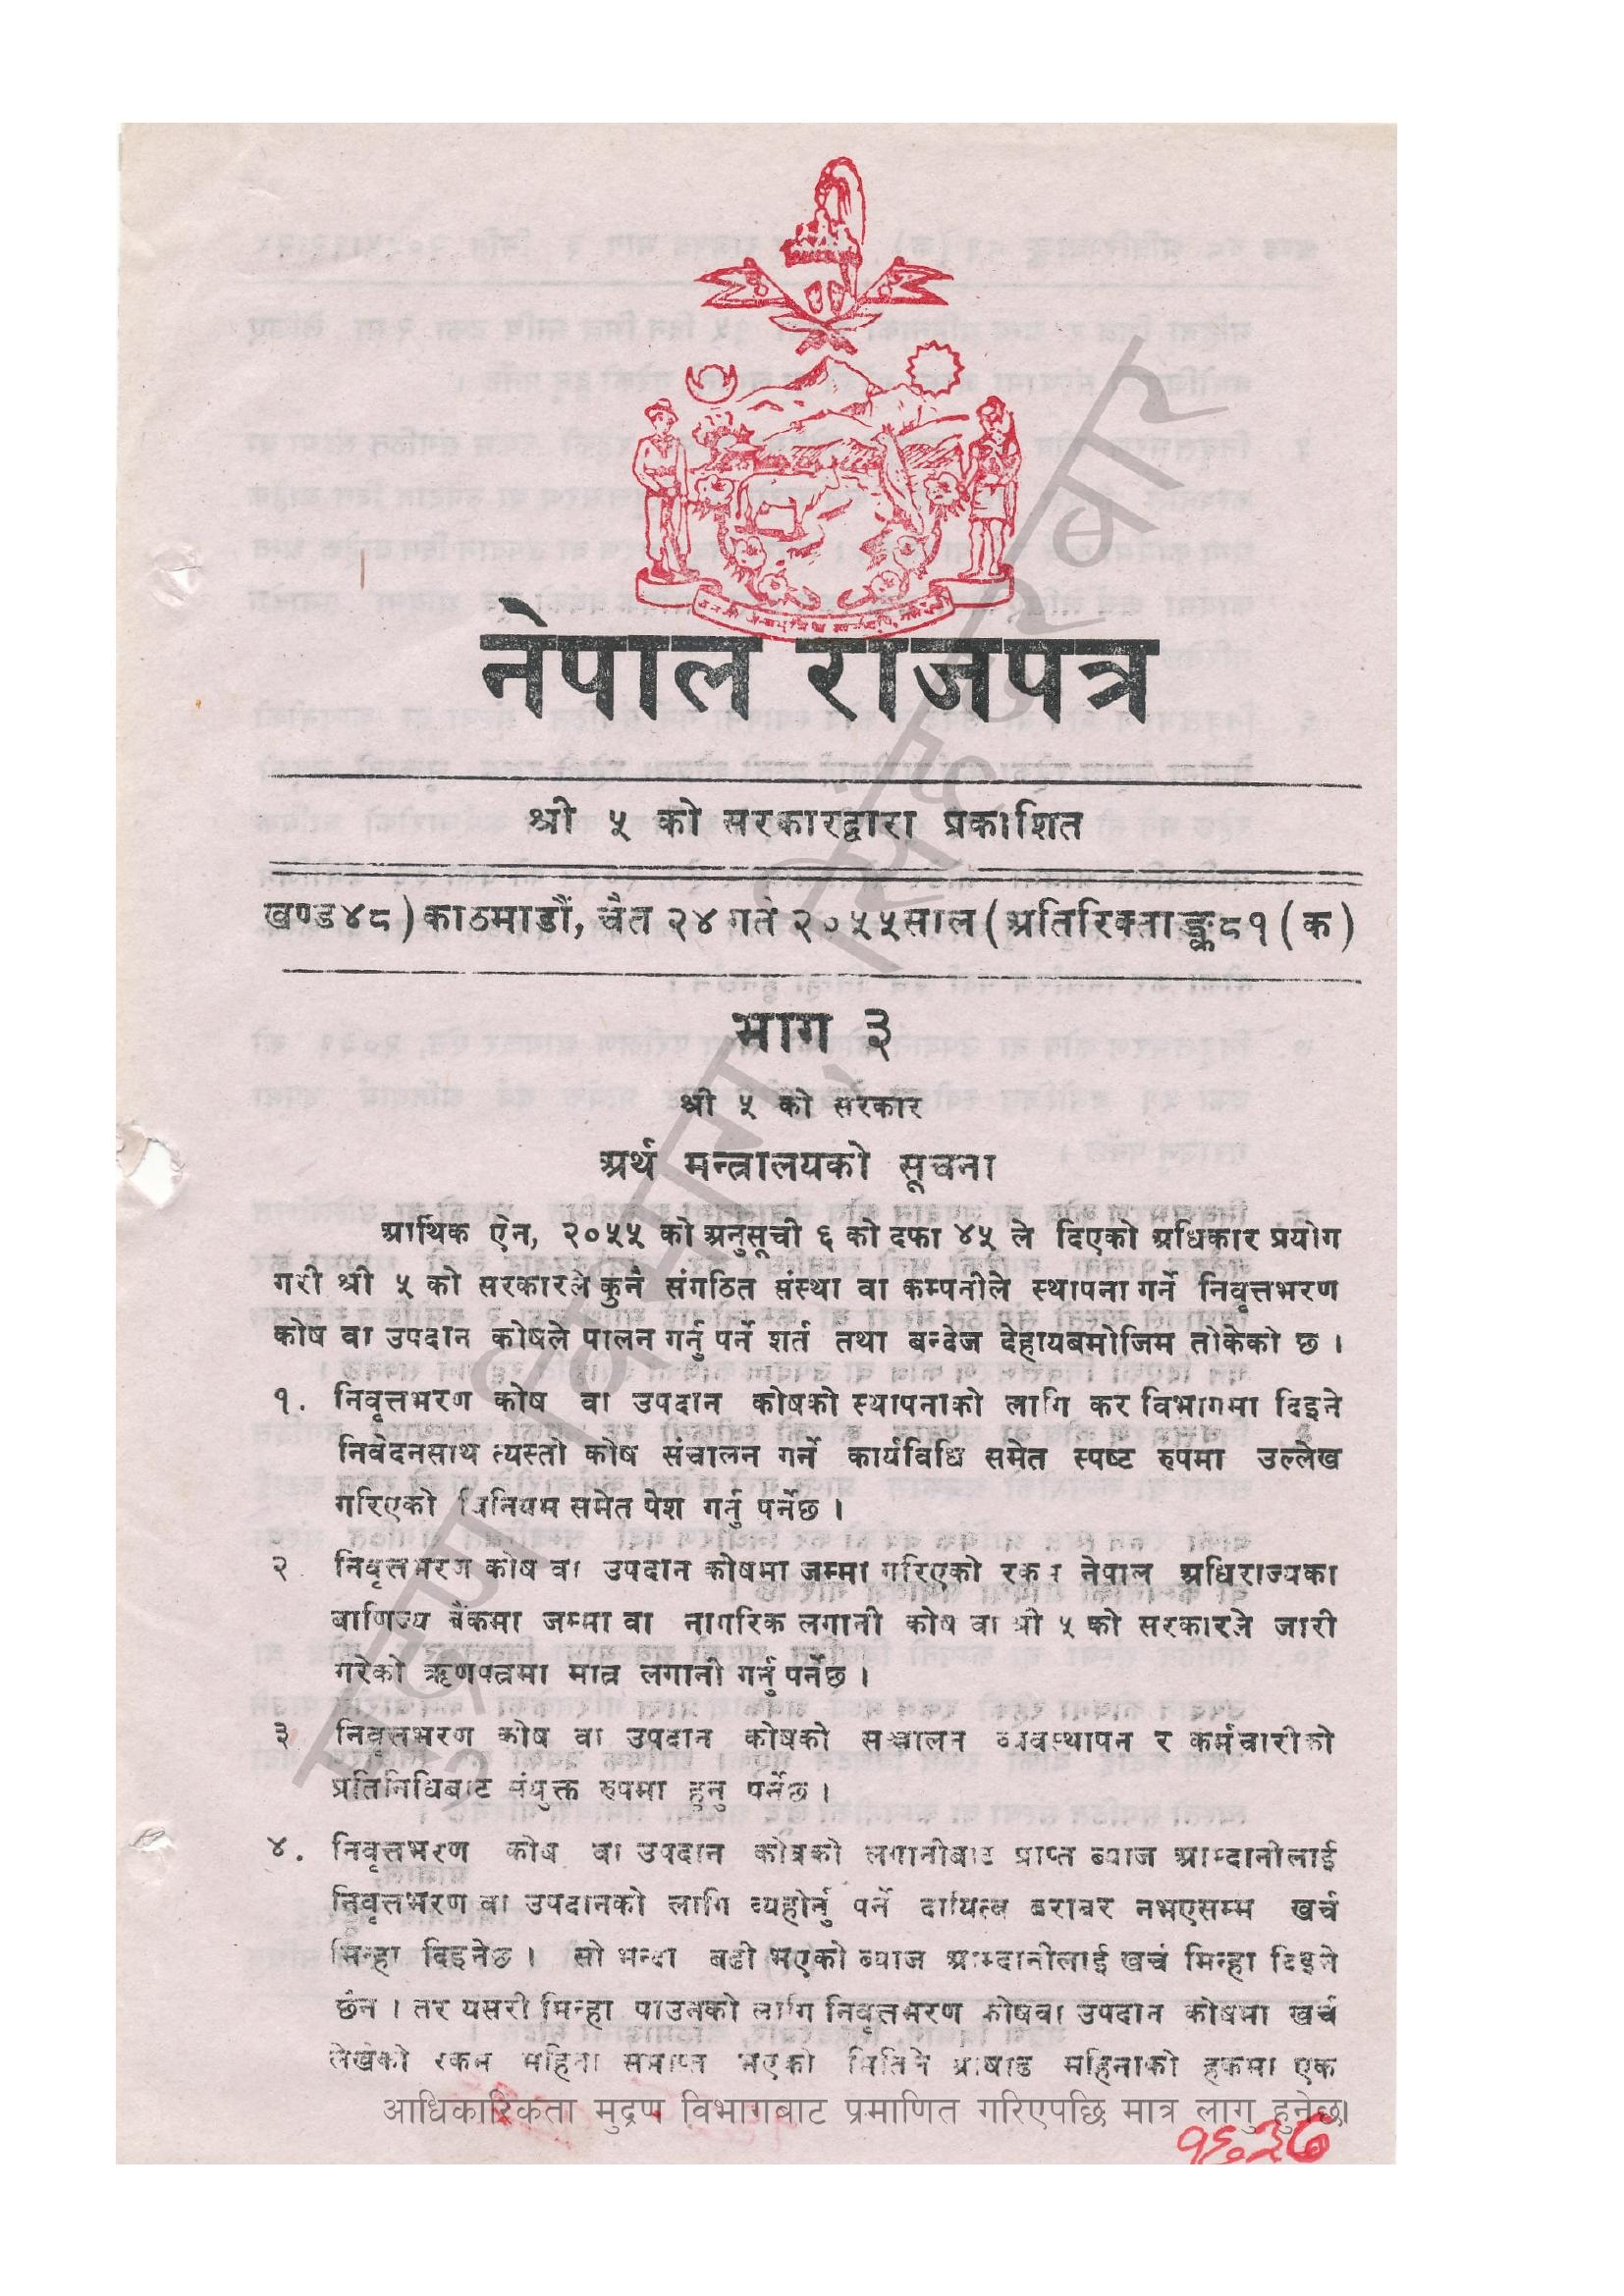 नेपाल राजपत्र
श्री ५ को सरकारद्वारा प्रकाशित
खण्ड ४८) काठमाडौं, चैत २४ गते २०५५ साल (अतिरिक्ताङ्क ८१ (क)
भाग ३
श्री ५ को सरकार
अर्थ मन्त्रालयको सूचना
आर्थिक ऐन, २०५५ को अनुसूची ६ को दफा ४५ ले दिएको अधिकार प्रयोग
गरी श्री ५ को सरकारले कुनै संगठित संस्था वा कम्पनीले स्थापना गर्ने निवृत्तभरण
कोष वा उपदान कोषले पालन गर्नु पर्ने शर्त तथा बन्देज देहायबमोजिम तोकेको छ ।
१. निवृत्तभरण कोष वा उपदान कोषको स्थापनाको लागि कर विभागमा दिइने
निवेदनसाथ त्यस्तो कोष संचालन गर्ने कार्यविधि समेत स्पष्ट रुपमा उल्लेख
गरिएको विनियम समेत पेश गर्नु पर्नेछ ।
२ निवृत्तभरण कोष वा उपदान कोषमा जम्मा गरिएको रकम नेपाल अधिराज्यका
बाणिज्य बैंकमा जम्मा वा नागरिक लगानी कोष वा श्री ५ को सरकारले जारी
गरेको ऋणपत्रमा मात्र लगानी गर्नु पर्नेछ ।
३ निवृत्तभरण कोष वा उपदान कोषको सञ्चालन व्यवस्थापन र कर्मचारीको
प्रतिनिधिबाट संयुक्त रुपमा हुनु पर्नेछ ।
४. निवृत्तभरण कोष वा उपदान कोषको लगानीबाट प्राप्त ब्याज आम्दानीलाई
निवृत्तभरण वा उपदानको लागि व्यहोर्नु पर्ने दायित्व बराबर नभएसम्म खर्च
मिन्हा दिइनेछ । सो भन्दा बढी भएको ब्याज आम्दानीलाई खर्च मिन्हा दिइने
छैन । तर यसरी मिन्हा पाउनको लागि निवृत्तभरण कोष वा उपदान कोषमा खर्च
लेखेको रकम महिना समाप्त भएको मितिले आषाढ महिनाको हकमा एक
आधिकारिकता मुद्रण विभागबाट प्रमाणित गरिएपछि मात्र लागु हुनेछ।
मुद्रण विभाग, सिंहदरबार